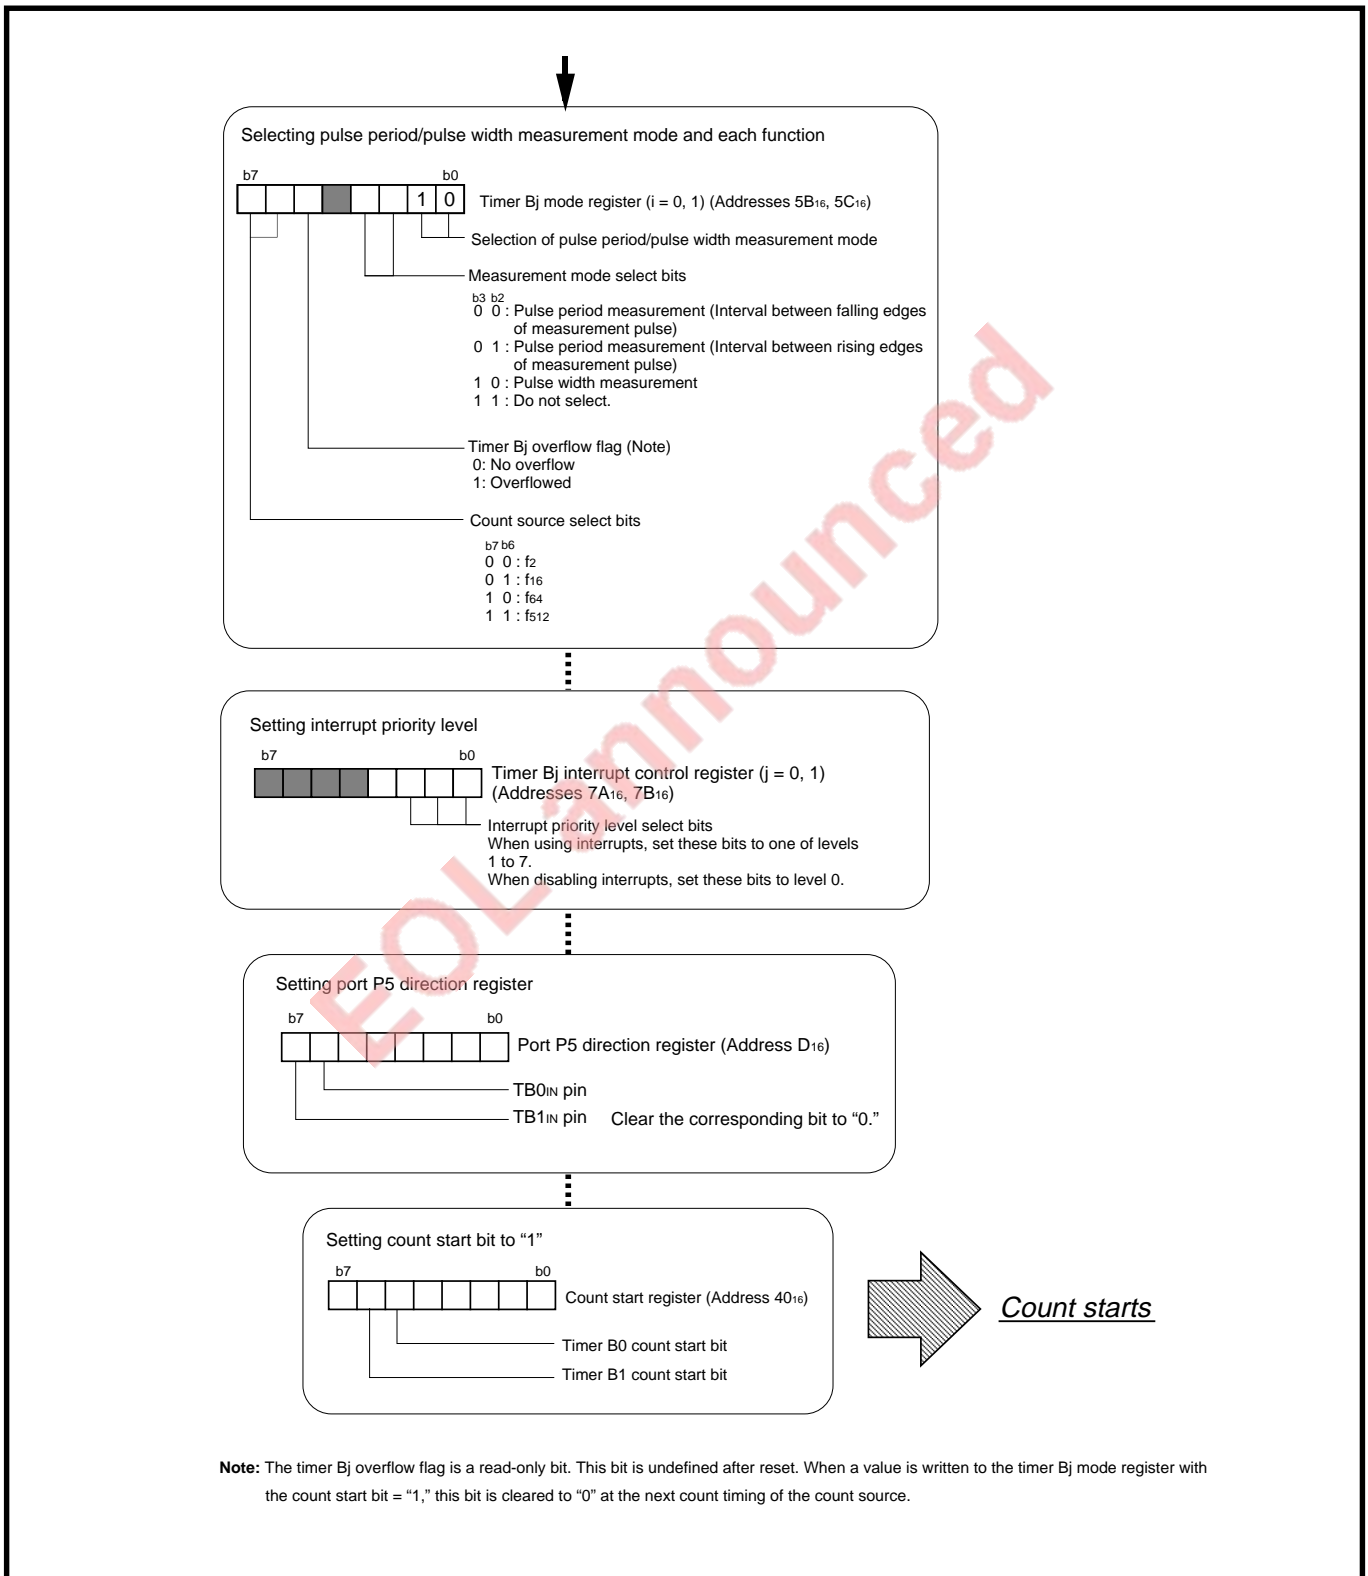 Selecting pulse period/pulse width measurement mode and each function
b7 b0
1 0 Timer Bj mode register (i = 0, 1) (Addresses 5B16, 5C16)
Selection of pulse period/pulse width measurement mode
Measurement mode select bits
b3 b2
0 0 : Pulse period measurement (Interval between falling edges
of measurement pulse)
0 1 : Pulse period measurement (Interval between rising edges
of measurement pulse)
1 0 : Pulse width measurement
1 1 : Do not select.
Timer Bj overflow flag (Note)
0: No overflow
1: Overflowed
Count source select bits
b7 b6
0 0 : f2
0 1 : f16
1 0 : f64
1 1 : f512
Setting interrupt priority level
b7 b0
Timer Bj interrupt control register (j = 0, 1)
(Addresses 7A16, 7B16)
Interrupt priority level select bits
When using interrupts, set these bits to one of levels
1 to 7.
When disabling interrupts, set these bits to level 0.
Setting port P5 direction register
b7 b0
Port P5 direction register (Address D16)
TB0IN pin
TB1IN pin Clear the corresponding bit to “0.”
Setting count start bit to “1”
b7 b0
Count start register (Address 4016)
Timer B0 count start bit
Timer B1 count start bit
Count starts
Note: The timer Bj overflow flag is a read-only bit. This bit is undefined after reset. When a value is written to the timer Bj mode register with
the count start bit = “1,” this bit is cleared to “0” at the next count timing of the count source.
EOL announced